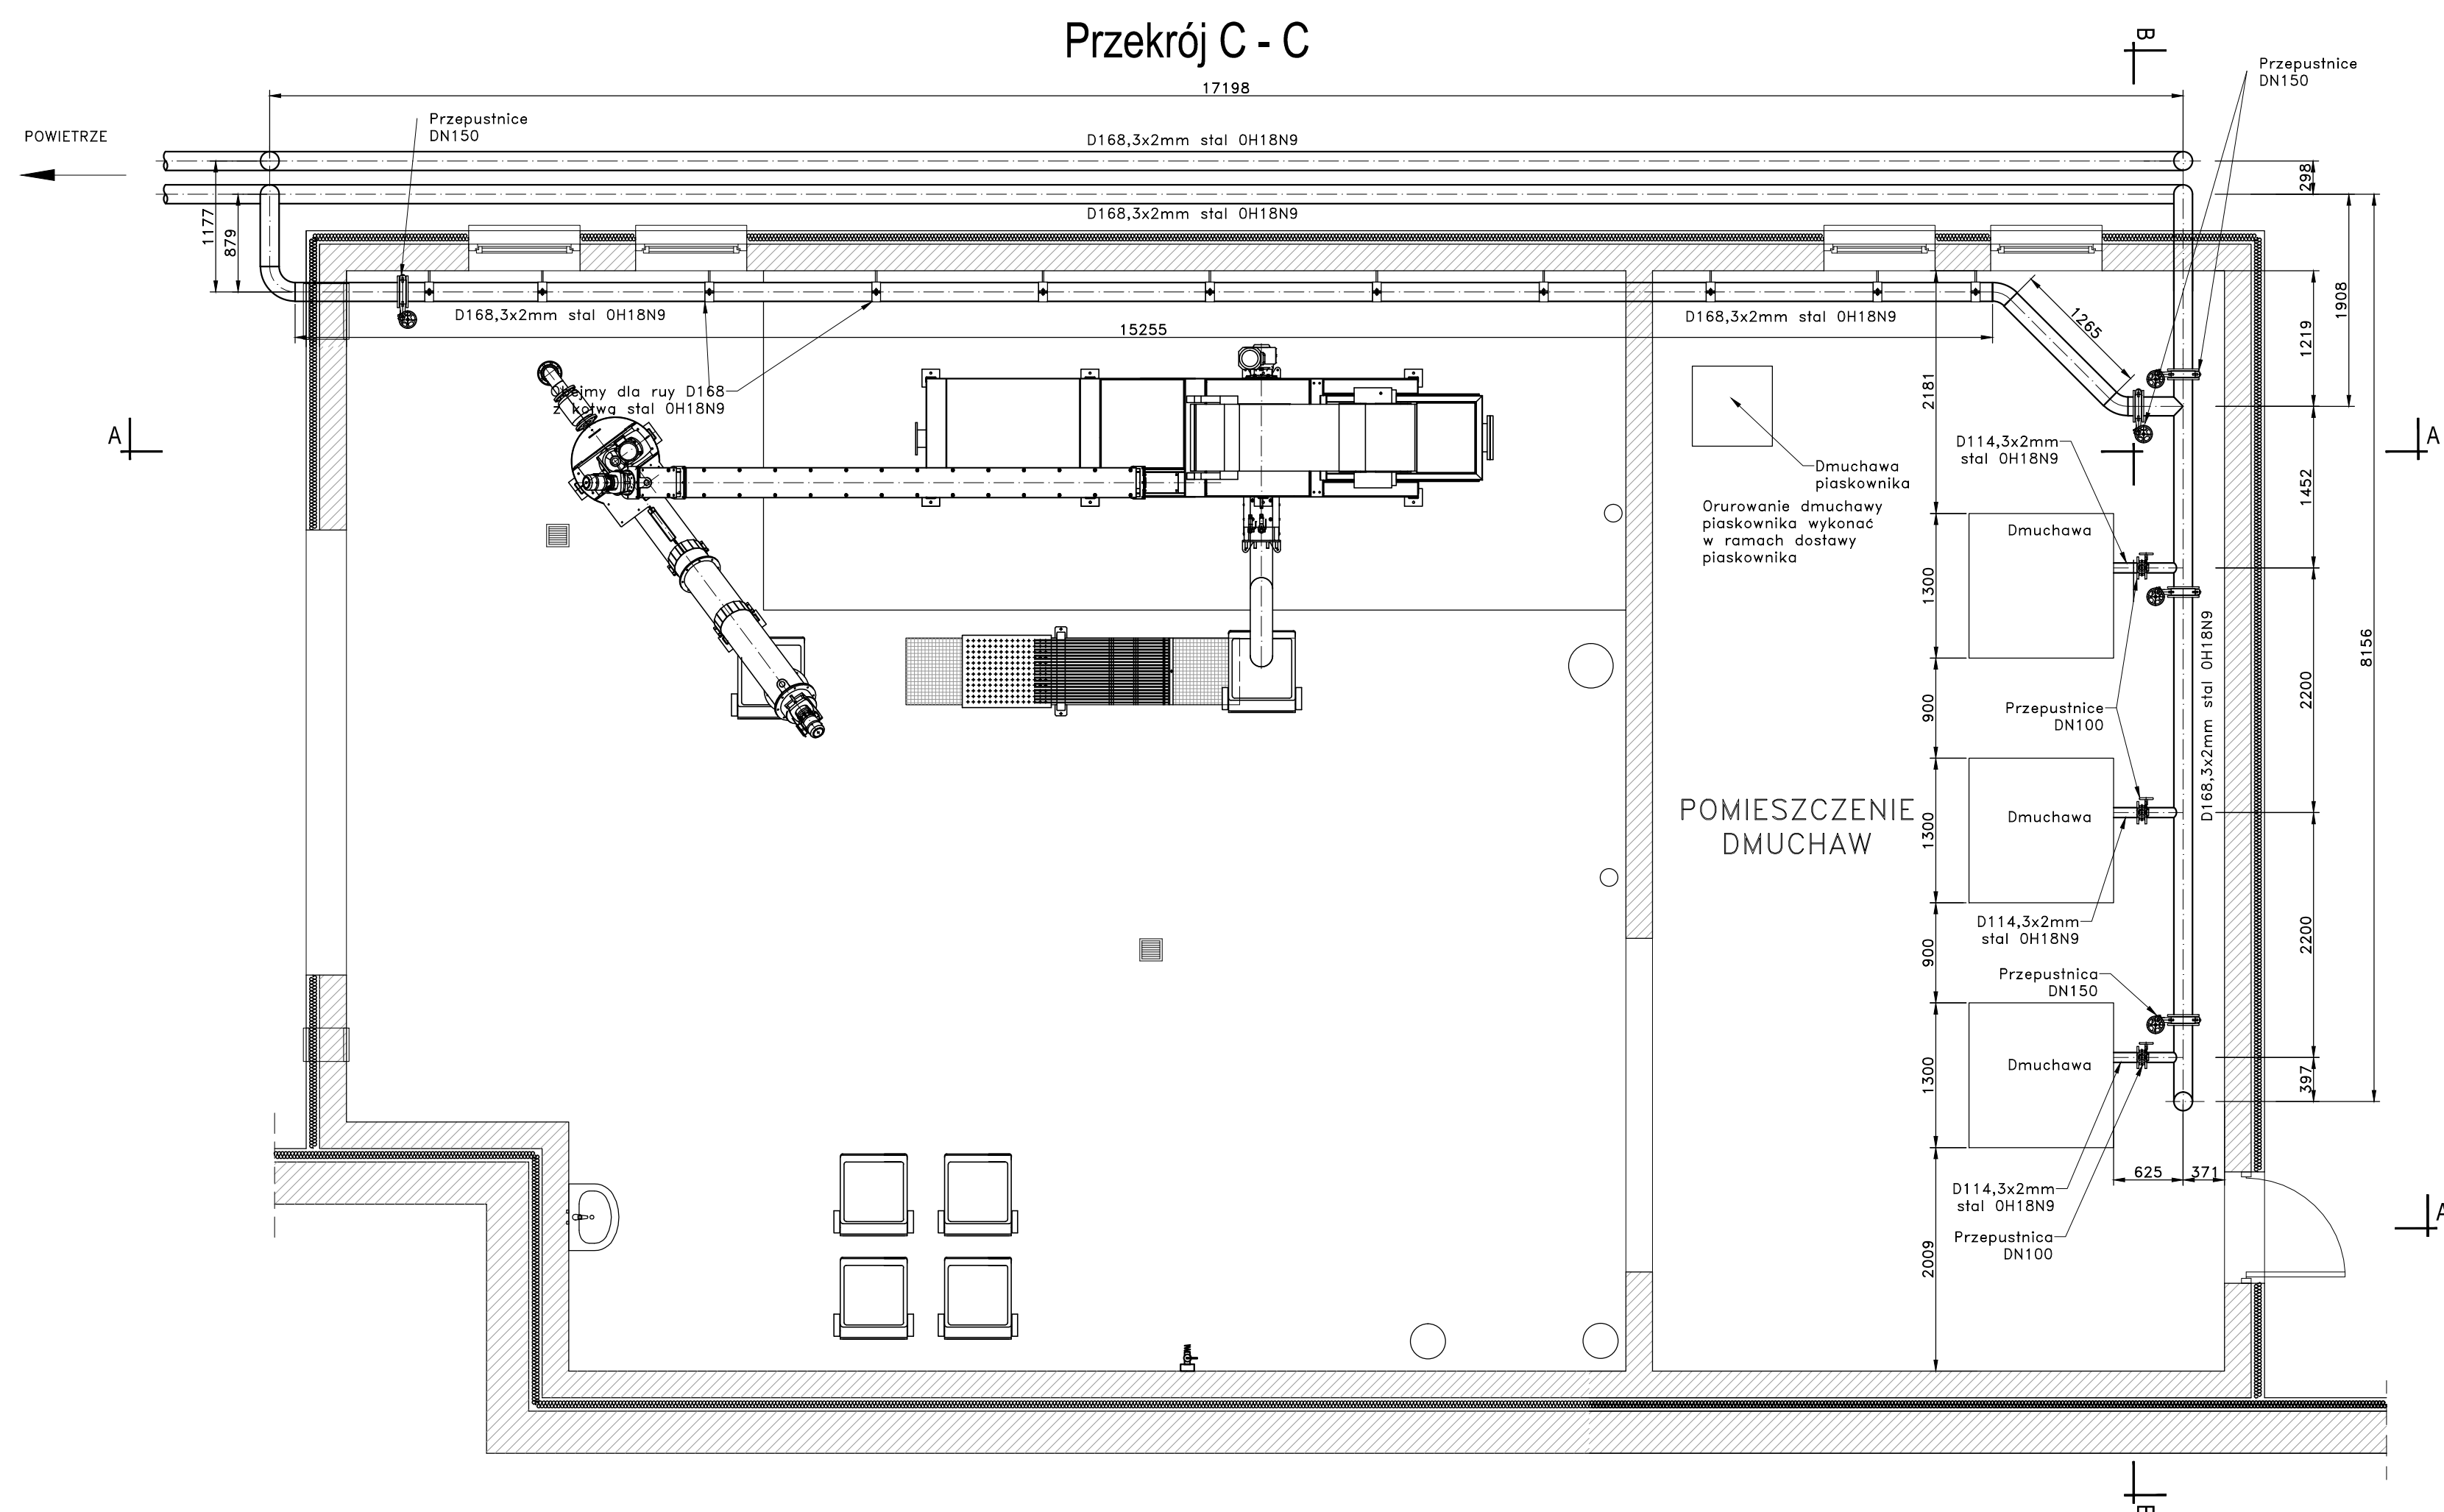 Przekrój C - C
B
Przepustnice
DN150
17198
Przepustnice
DN150
POWIETRZE
D168,3x2mm stal 0H18N9
298
D168,3x2mm stal 0H18N9
1177
879
D168,3x2mm stal 0H18N9
D168,3x2mm stal 0H18N9
15255
1265
1908
1219
2181
dla ruy D168
z kotwą stal 0H18N9
A
A
D114,3x2mm
stal 0H18N9
Dmuchawa
piaskownika
1452
Orurowanie dmuchawy
piaskownika wykonać
w ramach dostawy
piaskownika
Dmuchawa
1300
D168,3x2mm stal 0H18N9
8156
2200
900
Przepustnice
DN100
POMIESZCZENIE
DMUCHAW
1300
Dmuchawa
D114,3x2mm
stal 0H18N9
2200
900
Przepustnica
DN150
1300
Dmuchawa
397
625
371
D114,3x2mm
stal 0H18N9
A
Przepustnica
DN100
2009